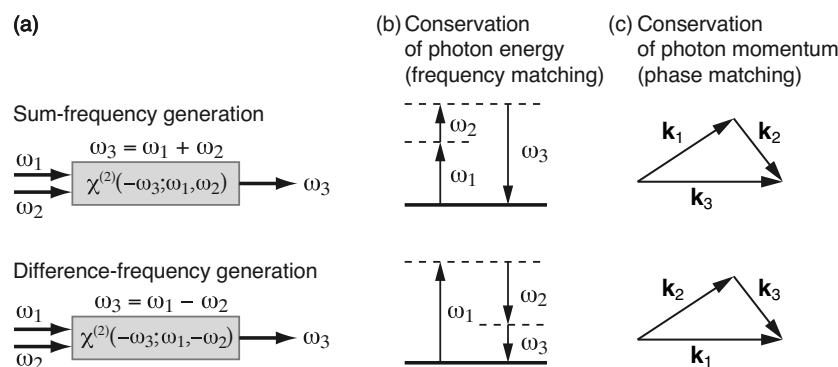 (a)
(b) Conservation
of photon energy
(frequency matching)
(c) Conservation
of photon momentum
(phase matching)
Sum-frequency generation
ω3 = ω1 + ω2
ω1
ω2
χ(2)(−ω3;ω1,ω2)
ω3
ω2
ω1
ω3
k1
k2
k3
Difference-frequency generation
ω3 = ω1 − ω2
ω1
ω2
χ(2)(−ω3;ω1,−ω2)
ω3
ω1
ω2
ω3
k2
k3
k1